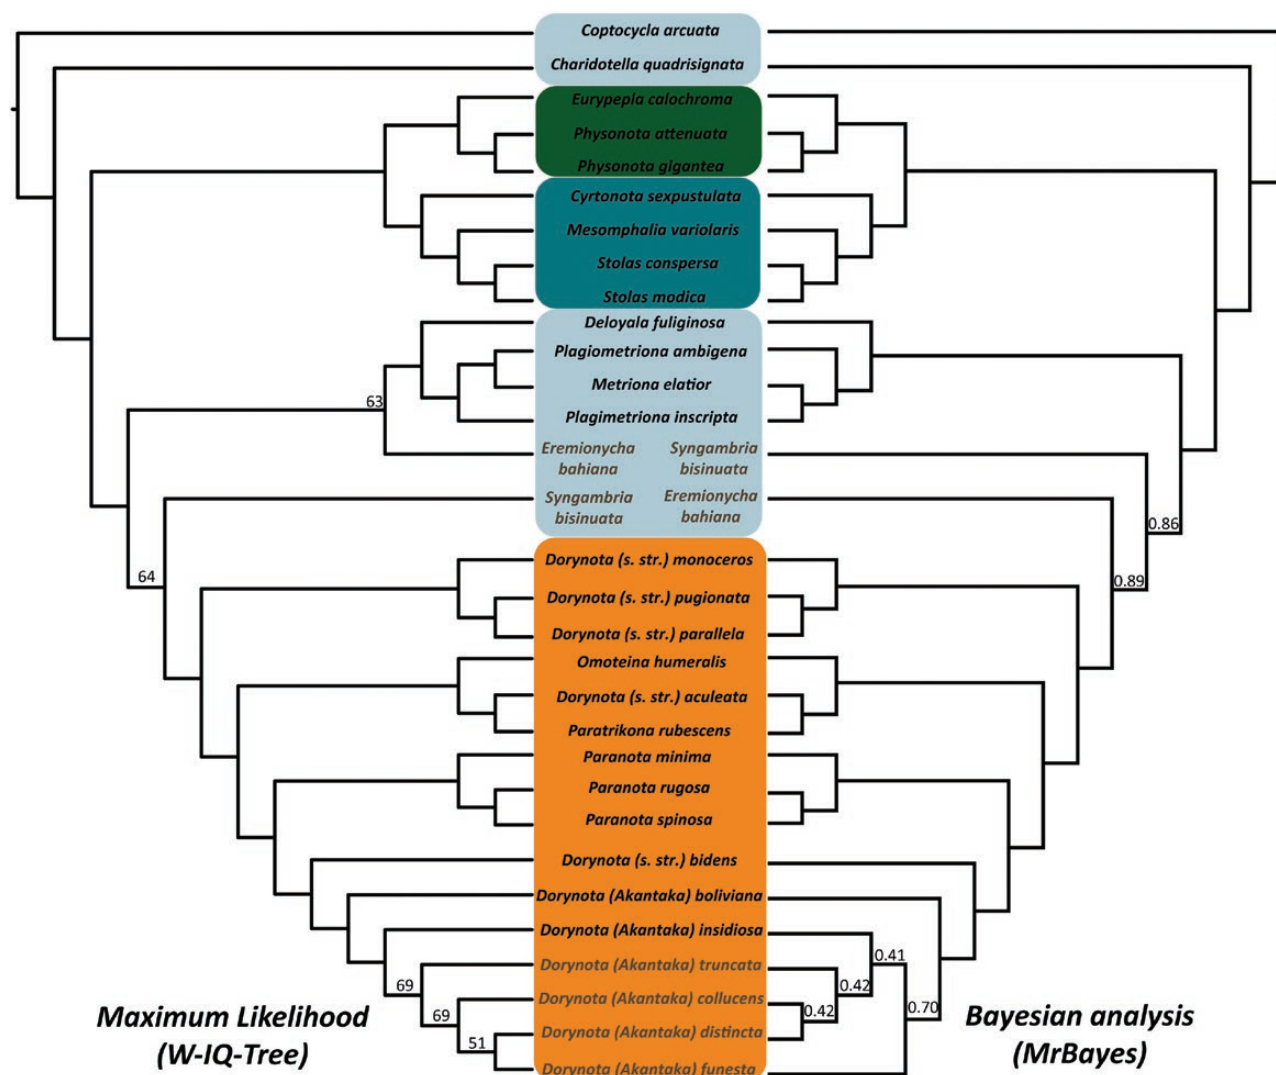 Coptocycla arcuata
Charidotella quadrisignata
Eurypepla calochroma
Physonota attenuata
Physonota gigantea
Cyrtonota sexpustulata
Mesomphalia variolaris
Stolas conspersa
Stolas modica
Deloyala fuliginosa
Plagiometriona ambigena
Metriona elatior
63
Plagimetriona inscripta
Eremionycha Syngambria
bahiana bisinuata
Syngambria Eremionycha
bisinuata bahiana
0.86
Dorynota (s. str.) monoceros
64
0.89
Dorynota (s. str.) pugionata
Dorynota (s. str.) parallela
Omoteina humeralis
Dorynota (s. str.) aculeata
Paratrikona rubescens
Paranota minima
Paranota rugosa
Paranota spinosa
Dorynota (s. str.) bidens
Dorynota (Akantaka) boliviana
Dorynota (Akantaka) insidiosa
0.41
Dorynota (Akantaka) truncata
69
0.42
Dorynota (Akantaka) collucens
69
0.42
0.70
Dorynota (Akantaka) distincta
51
Dorynota (Akantaka) funesta
Maximum Likelihood
(W-IQ-Tree)
Bayesian analysis
(MrBayes)